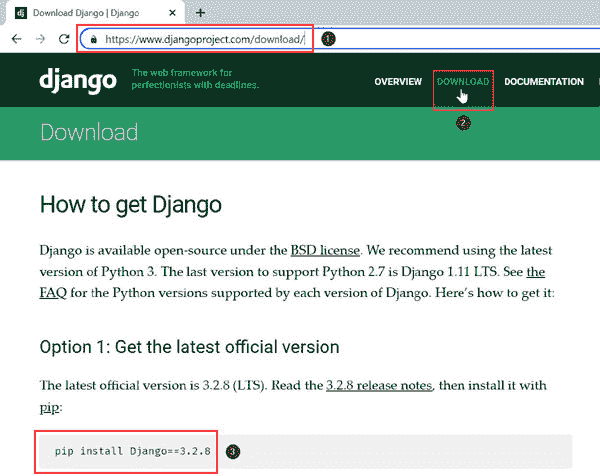 Download Django | Django
https://www.djangoproject.com/download/
1
django
The web framework for
perfectionists with deadlines.
OVERVIEW
DOWNLOAD
DOCUMENTATION
2
Download
How to get Django
Django is available open-source under the BSD license. We recommend using the latest
version of Python 3. The last version to support Python 2.7 is Django 1.11 LTS. See the
FAQ for the Python versions supported by each version of Django. Here's how to get it:
Option 1: Get the latest official version
The latest official version is 3.2.8 (LTS). Read the 3.2.8 release notes, then install it with
pip:
pip install Django==3.2.8
3